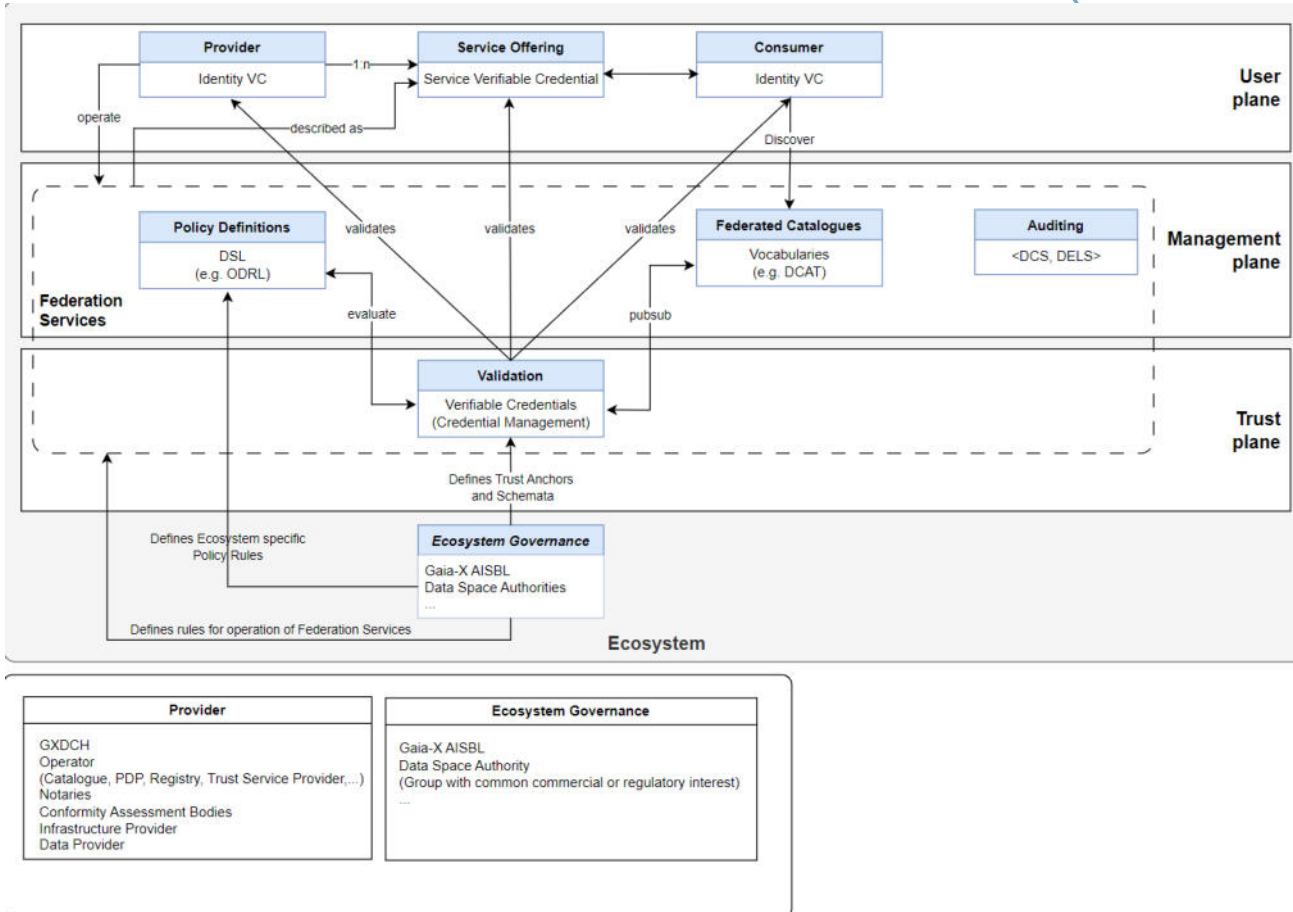 Provider
Identity VC
1:n
Service Offering
Service Verifiable Credential
Consumer
Identity VC
User
plane
operate
described as
Discover
Policy Definitions
DSL
(e.g. ODRL)
validates
validates
validates
Federated Catalogues
Vocabularies
(e.g. DCAT)
Auditing
<DCS, DELS>
Management
plane
Federation
Services
evaluate
pubsub
Validation
Verifiable Credentials
(Credential Management)
Trust
plane
Defines Trust Anchors
and Schemata
Defines Ecosystem specific
Policy Rules
Ecosystem Governance
Gaia-X AISBL
Data Space Authorities
...
Defines rules for operation of Federation Services
Ecosystem
Provider
GXDCH
Operator
(Catalogue, PDP, Registry, Trust Service Provider,...)
Notaries
Conformity Assessment Bodies
Infrastructure Provider
Data Provider
Ecosystem Governance
Gaia-X AISBL
Data Space Authority
(Group with common commercial or regulatory interest)
...